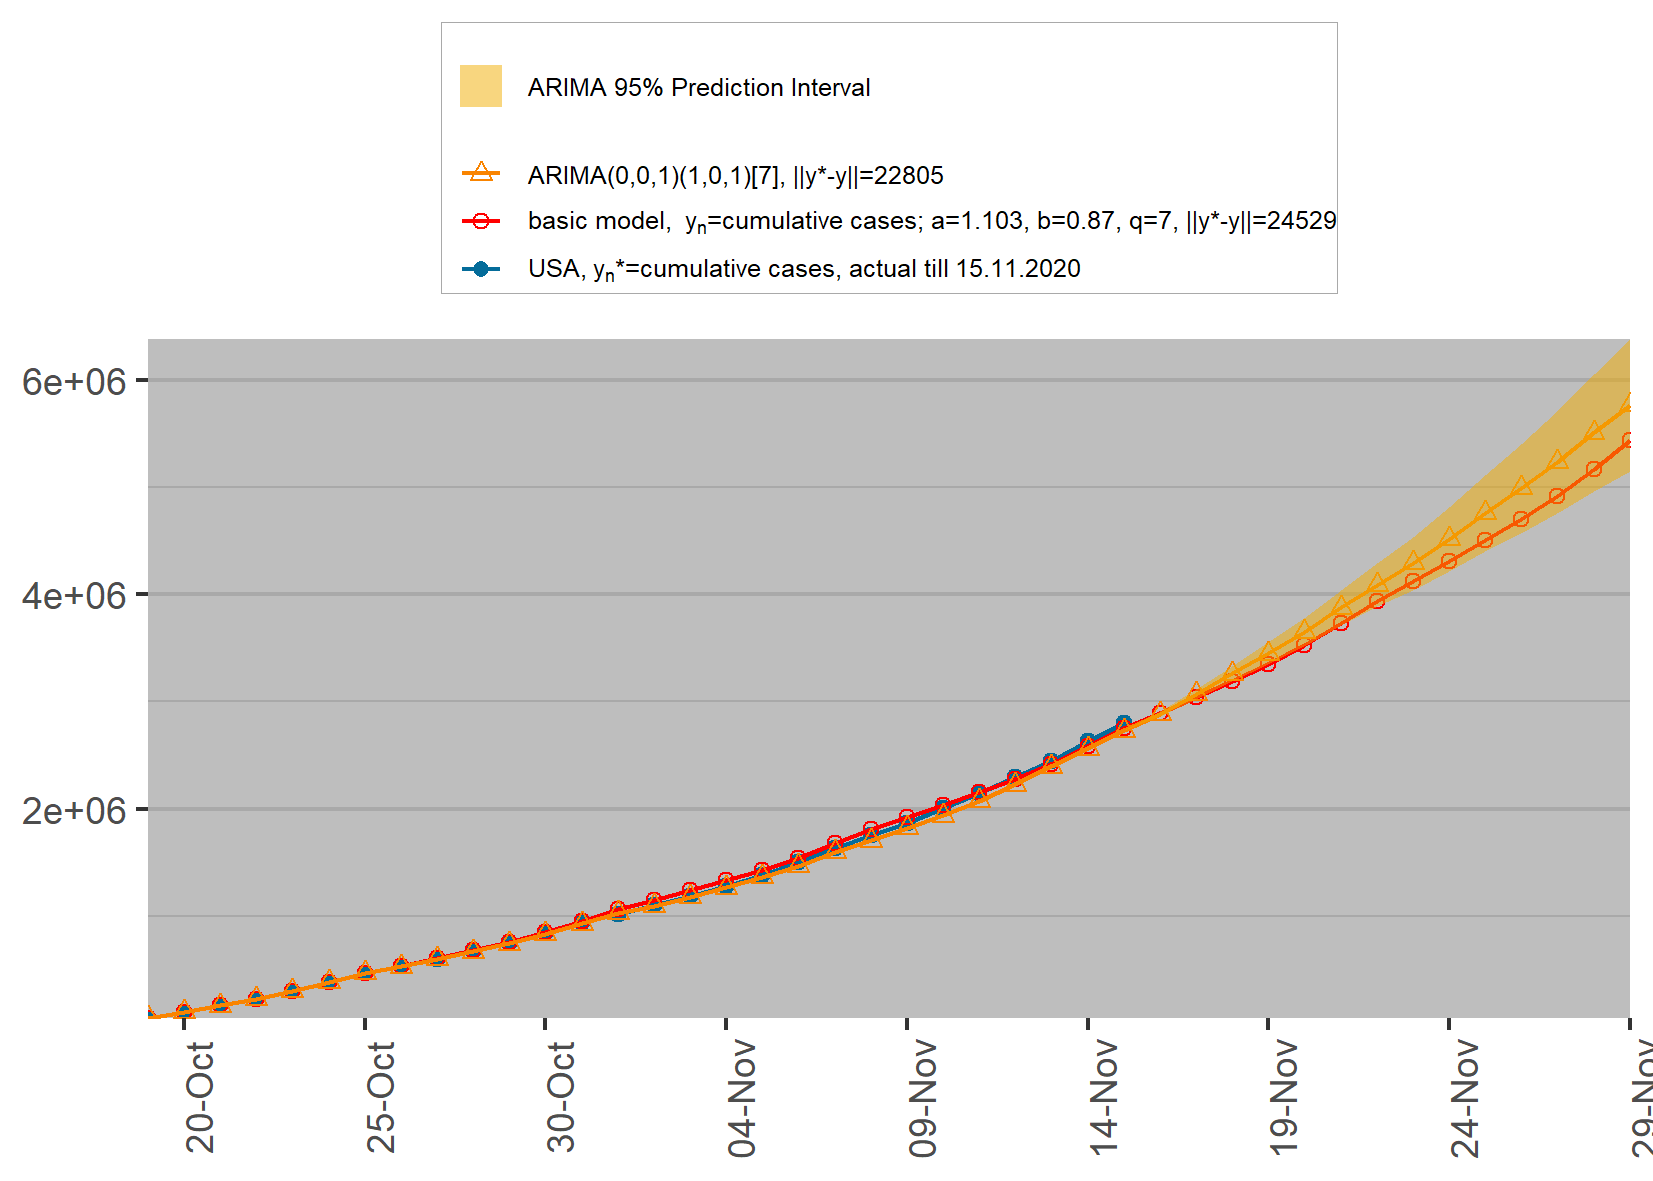 ARIMA 95% Prediction Interval
ARIMA(0,0,1)(1,0,1)[7], ||y*-y||=22805
basic model,  yn=cumulative cases; a=1.103, b=0.87, q=7, ||y*-y||=24529
USA, yn*=cumulative cases, actual till 15.11.2020
6e+06
4e+06
2e+06
20-Oct
25-Oct
30-Oct
04-Nov
09-Nov
14-Nov
19-Nov
24-Nov
29-Nov